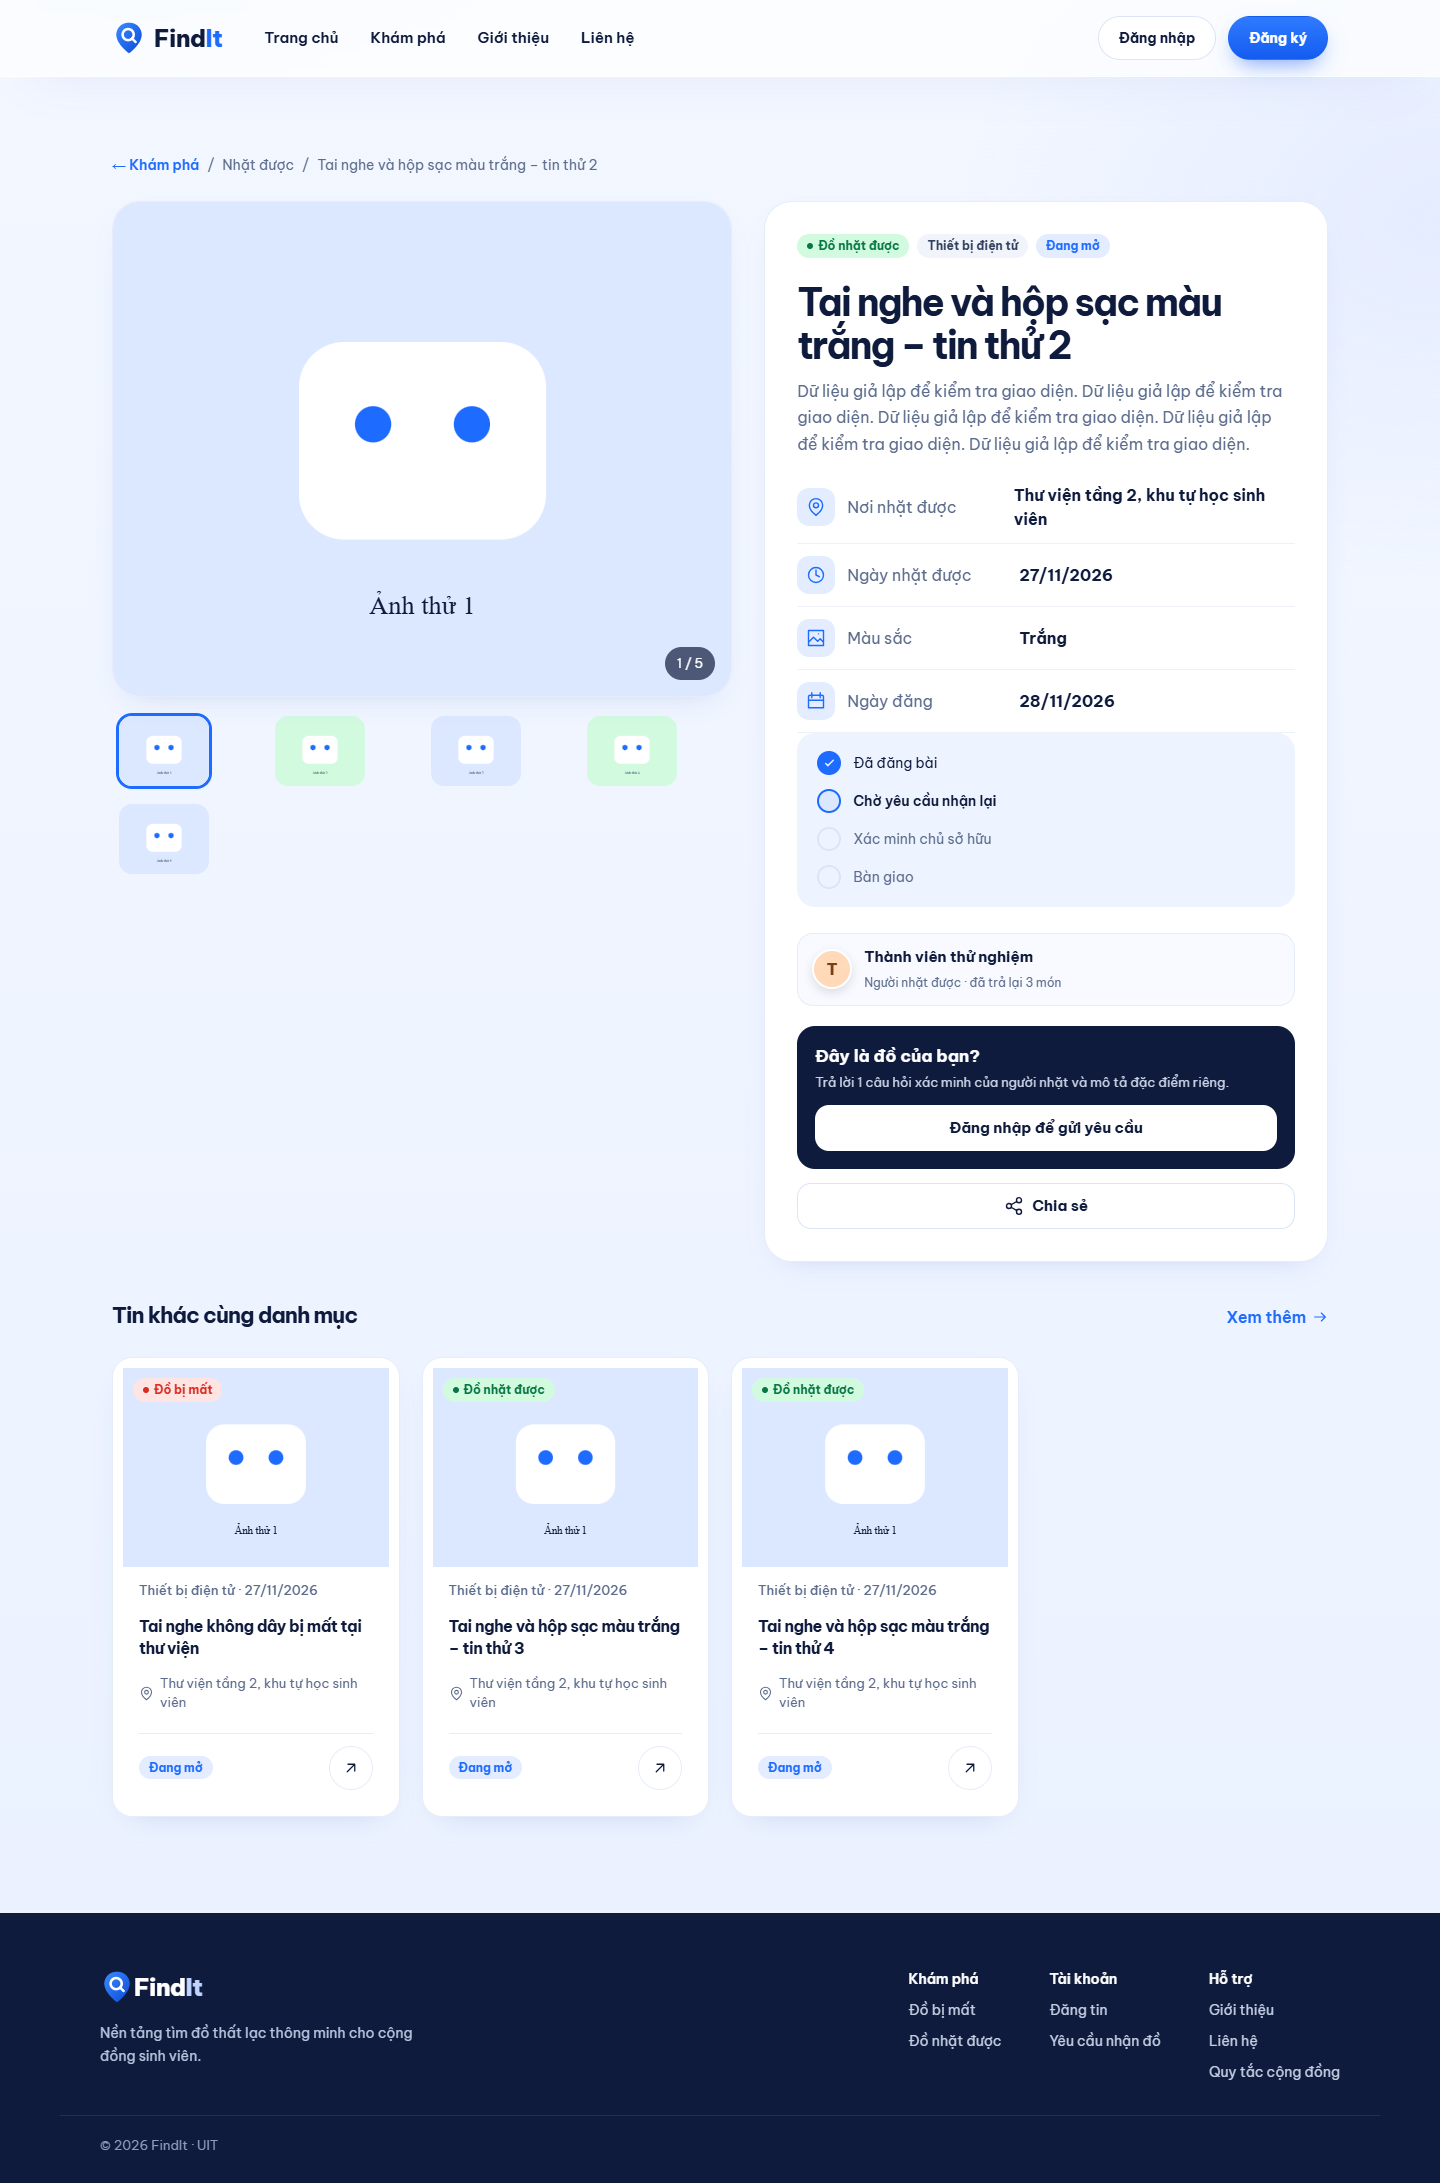 FindIt
Trang chủ
Khám phá
Giới thiệu
Liên hệ
Đăng nhập
Đăng ký
← Khám phá / Nhặt được / Tai nghe và hộp sạc màu trắng – tin thử 2
Ảnh thử 1
1 / 5
Đồ nhặt được
Thiết bị điện tử
Đang mở
Tai nghe và hộp sạc màu
trắng – tin thử 2
Dữ liệu giả lập để kiểm tra giao diện. Dữ liệu giả lập để kiểm tra
giao diện. Dữ liệu giả lập để kiểm tra giao diện. Dữ liệu giả lập
để kiểm tra giao diện. Dữ liệu giả lập để kiểm tra giao diện.
Nơi nhặt được
Thư viện tầng 2, khu tự học sinh
viên
Ngày nhặt được
27/11/2026
Màu sắc
Trắng
Ngày đăng
28/11/2026
Đã đăng bài
Chờ yêu cầu nhận lại
Xác minh chủ sở hữu
Bàn giao
T
Thành viên thử nghiệm
Người nhặt được · đã trả lại 3 món
Đây là đồ của bạn?
Trả lời 1 câu hỏi xác minh của người nhặt và mô tả đặc điểm riêng.
Đăng nhập để gửi yêu cầu
Chia sẻ
Tin khác cùng danh mục
Xem thêm →
Đồ bị mất
Ảnh thử 1
Thiết bị điện tử · 27/11/2026
Tai nghe không dây bị mất tại
thư viện
Thư viện tầng 2, khu tự học sinh
viên
Đang mở
Đồ nhặt được
Ảnh thử 1
Thiết bị điện tử · 27/11/2026
Tai nghe và hộp sạc màu trắng
– tin thử 3
Thư viện tầng 2, khu tự học sinh
viên
Đang mở
Đồ nhặt được
Ảnh thử 1
Thiết bị điện tử · 27/11/2026
Tai nghe và hộp sạc màu trắng
– tin thử 4
Thư viện tầng 2, khu tự học sinh
viên
Đang mở
FindIt
Nền tảng tìm đồ thất lạc thông minh cho cộng
đồng sinh viên.
Khám phá
Đồ bị mất
Đồ nhặt được
Tài khoản
Đăng tin
Yêu cầu nhận đồ
Hỗ trợ
Giới thiệu
Liên hệ
Quy tắc cộng đồng
© 2026 FindIt · UIT